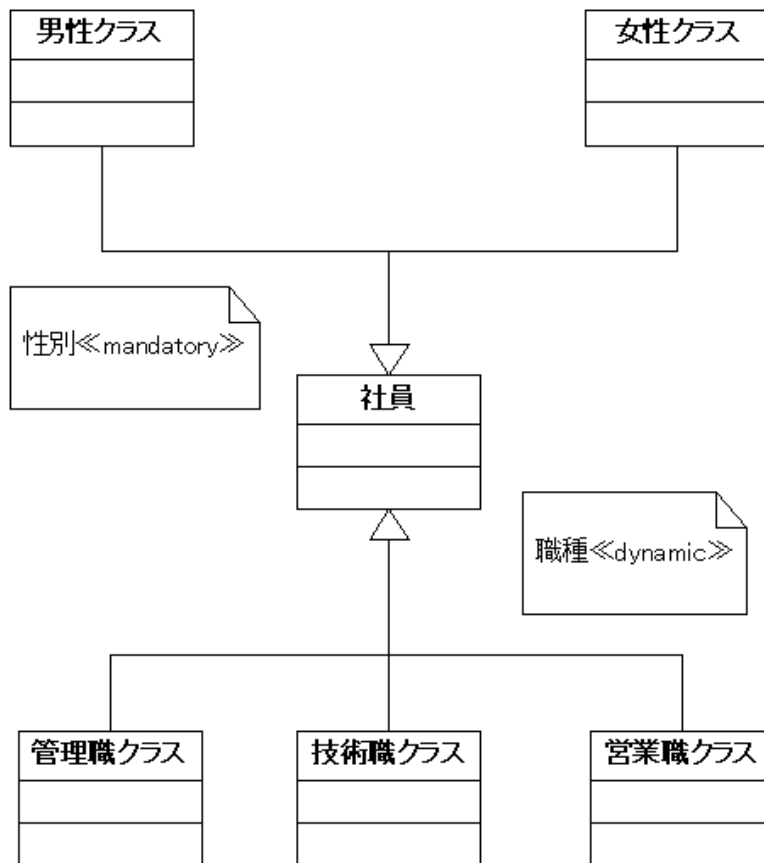 男性クラス
女性クラス
性別≪mandatory≫
社員
職種≪dynamic≫
管理職クラス
技術職クラス
営業職クラス